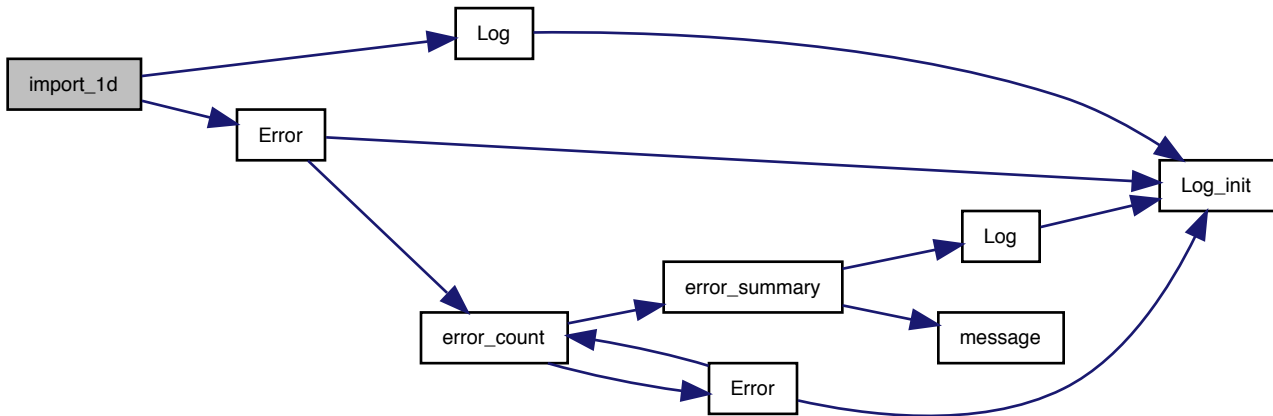 Log
import_1d
Error
Log_init
Log
error_summary
error_count
message
Error